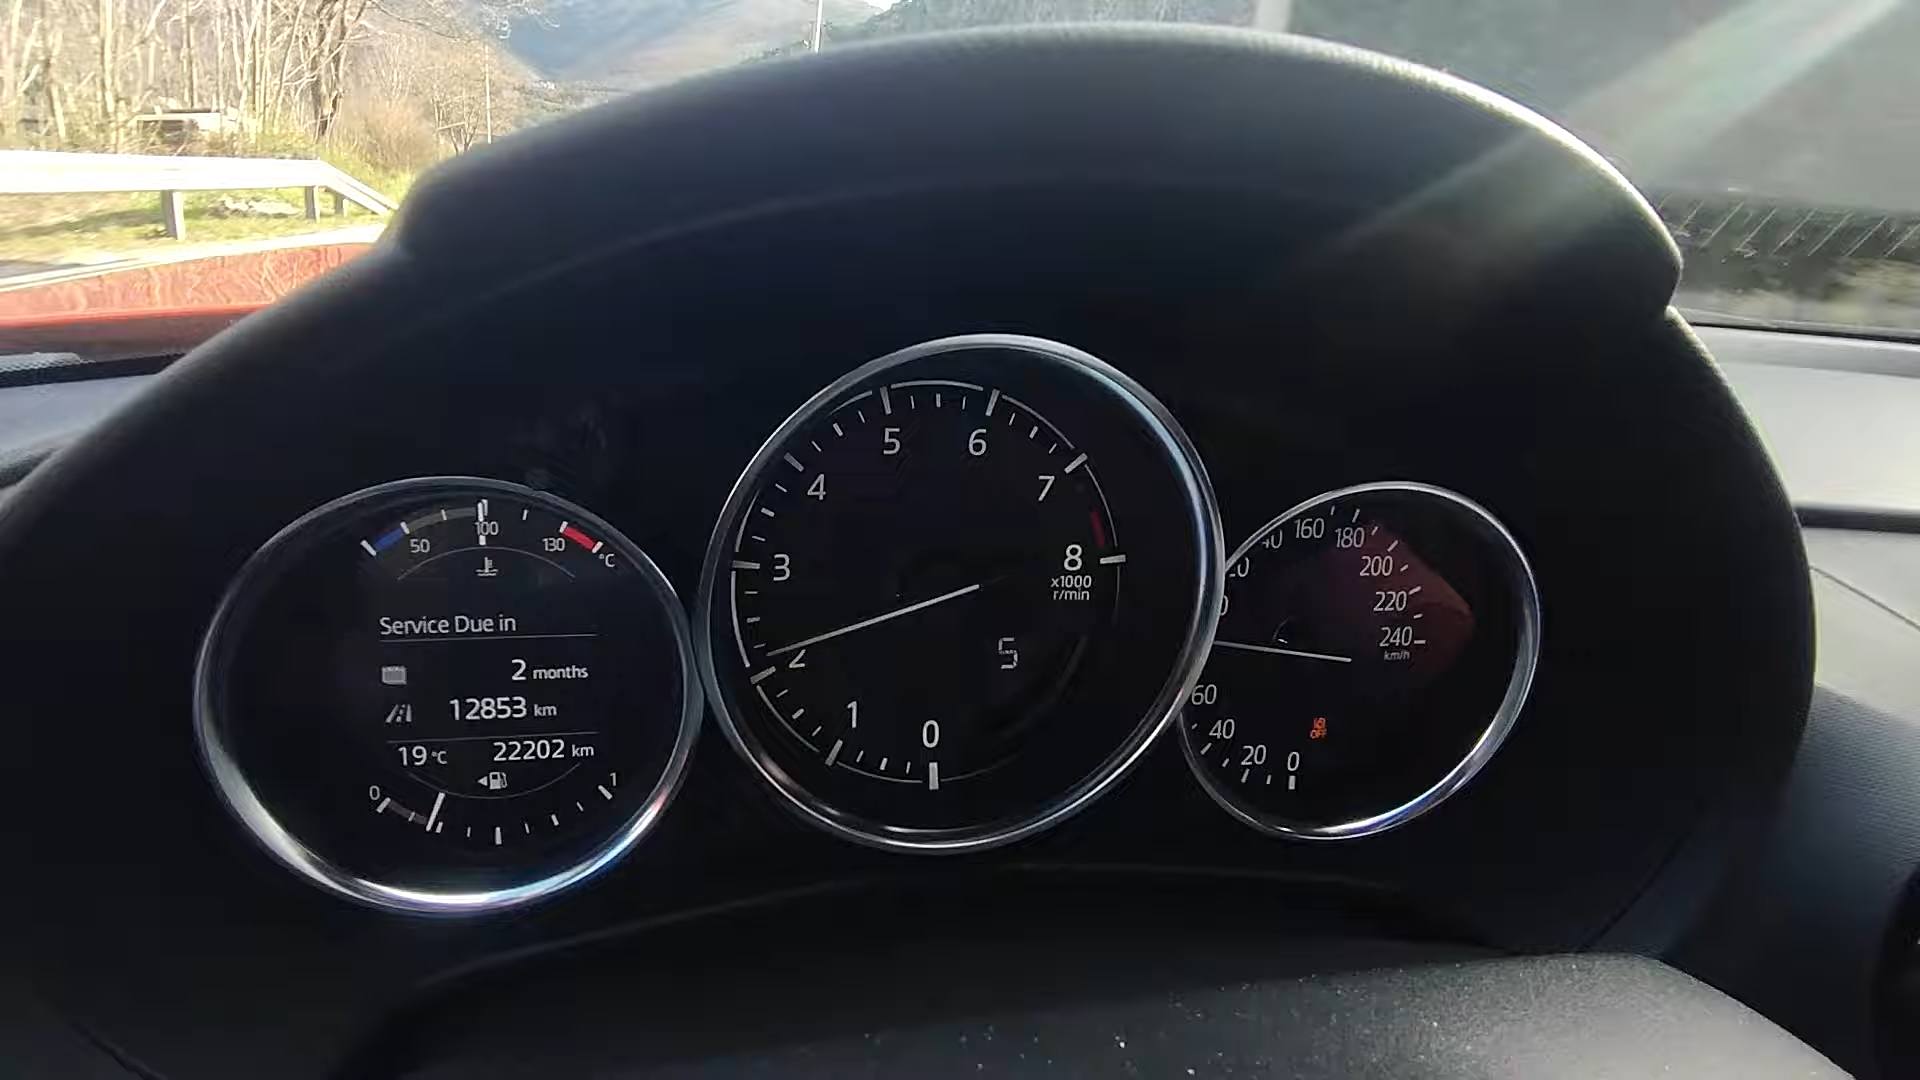 50 100 130 °C
Service Due in
2 months
12853 km
19°C 22202 km
0 1
0 1 2 3 4 5 6 7 8
x1000
r/min
5
0 20 40 60
160 180 200 220 240
km/h
OFF